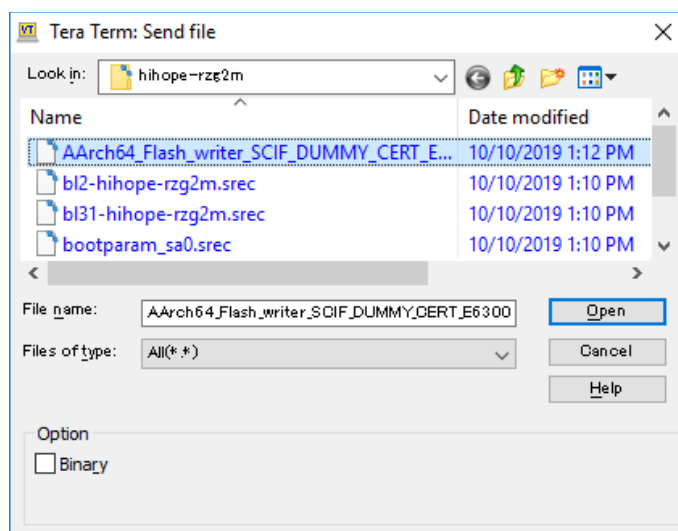 Tera Term: Send file
Look in: hihope-rzg2m
Name Date modified
AArch64_Flash_writer_SCIF_DUMMY_CERT_E... 10/10/2019 1:12 PM
bl2-hihope-rzg2m.srec 10/10/2019 1:10 PM
bl31-hihope-rzg2m.srec 10/10/2019 1:10 PM
bootparam_sa0.srec 10/10/2019 1:10 PM
File name: AArch64_Flash_writer_SCIF_DUMMY_CERT_E6300 Open
Files of type: All(*.*) Cancel
Help
Option
Binary